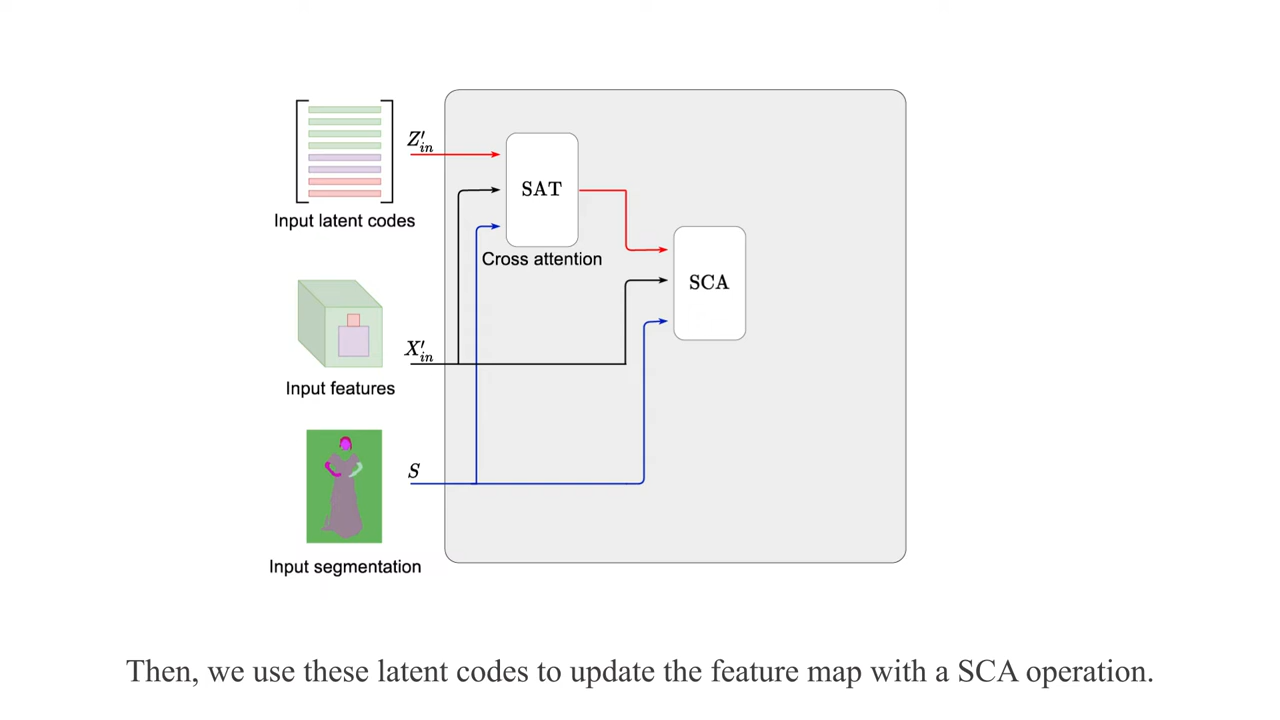 Z′in
SAT
Input latent codes
Cross attention
SCA
X′in
Input features
S
Input segmentation
Then, we use these latent codes to update the feature map with a SCA operation.